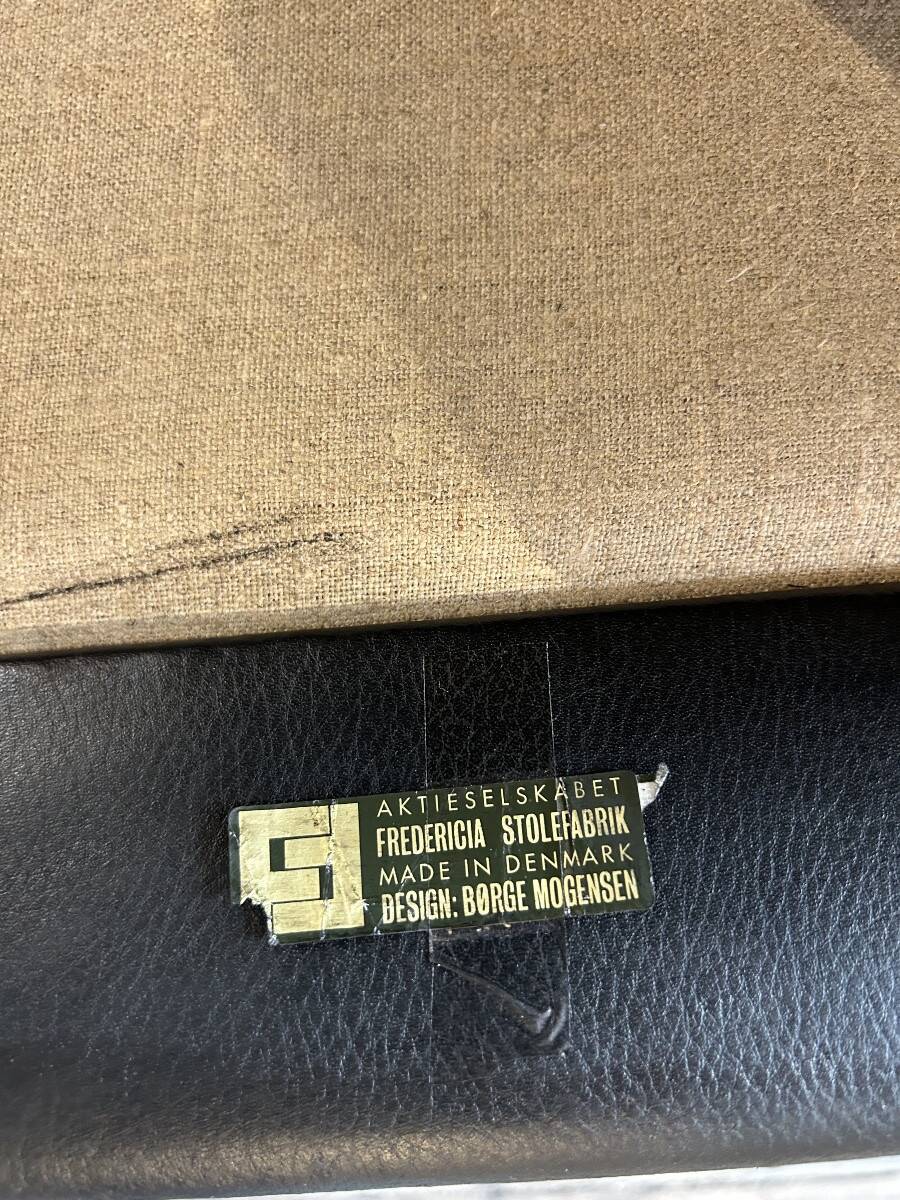 AKTIESELSKABET
FREDERICIA STOLEFABRIK
MADE IN DENMARK
DESIGN: BØRGE MOGENSEN